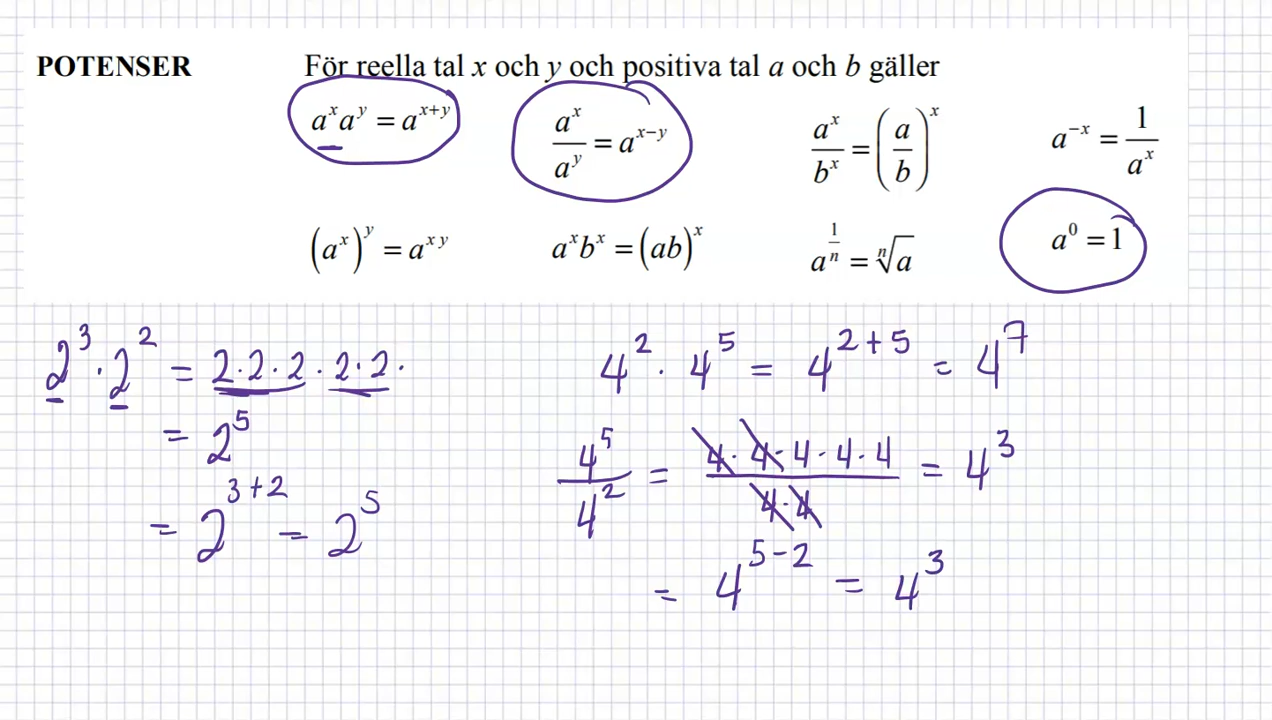 POTENSER För reella tal x och y och positiva tal a och b gäller
a^x a^y = a^{x+y} a^x/a^y = a^{x−y} a^x/b^x = (a/b)^x a^{−x} = 1/a^x
(a^x)^y = a^{xy} a^x b^x = (ab)^x a^{1/n} = ⁿ√a a^0 = 1
2^3 · 2^2 = 2·2·2 · 2·2·
= 2^5
= 2^{3+2} = 2^5
4^2 · 4^5 = 4^{2+5} = 4^7
4^5/4^2 = 4·4·4·4·4/4·4 = 4^3
= 4^{5−2} = 4^3